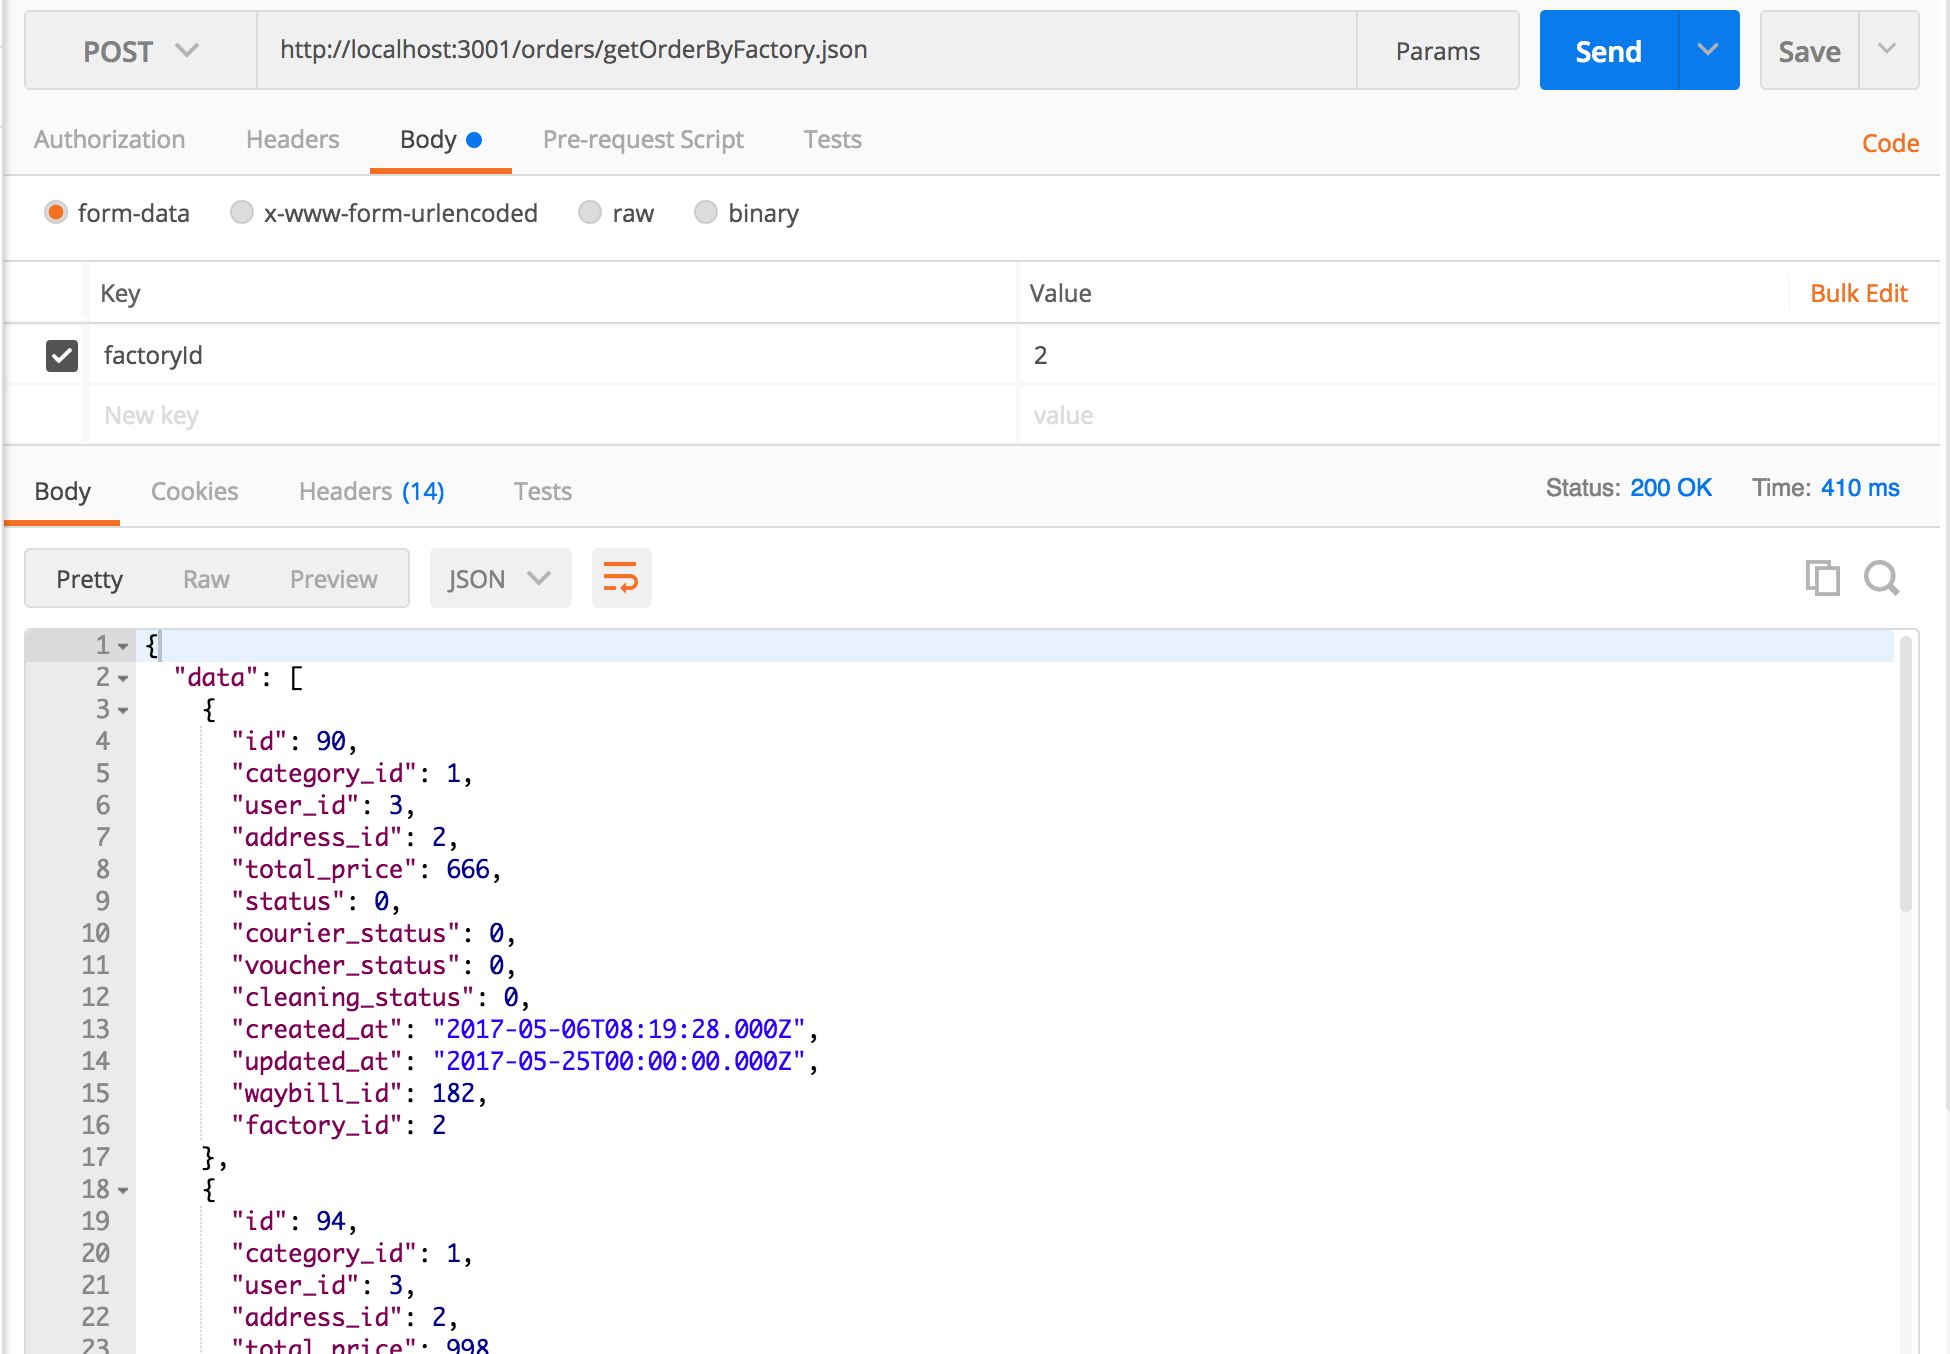 POST http://localhost:3001/orders/getOrderByFactory.json Params Send Save
Authorization Headers Body Pre-request Script Tests Code
form-data x-www-form-urlencoded raw binary
Key Value Bulk Edit
factoryId 2
New key value
Body Cookies Headers (14) Tests Status: 200 OK Time: 410 ms
Pretty Raw Preview JSON
1 {
2 "data": [
3 {
4 "id": 90,
5 "category_id": 1,
6 "user_id": 3,
7 "address_id": 2,
8 "total_price": 666,
9 "status": 0,
10 "courier_status": 0,
11 "voucher_status": 0,
12 "cleaning_status": 0,
13 "created_at": "2017-05-06T08:19:28.000Z",
14 "updated_at": "2017-05-25T00:00:00.000Z",
15 "waybill_id": 182,
16 "factory_id": 2
17 },
18 {
19 "id": 94,
20 "category_id": 1,
21 "user_id": 3,
22 "address_id": 2,
23 "total_price": 998